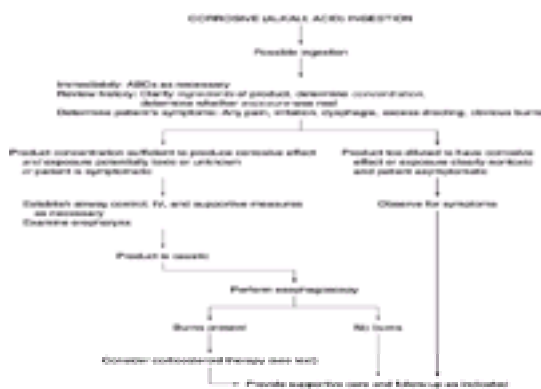 CORROSIVE (ALKALI, ACID) INGESTION
Possible ingestion
Immediately: ABCs as necessary
Review history: Clarify ingredients of product, determine concentration,
determine whether exposure was real
Determine patient's symptoms: Any pain, irritation, dysphagia, excess drooling, obvious burns
Product concentration sufficient to produce corrosive effect
and exposure potentially toxic or unknown
or patient is symptomatic
Product too diluted to have corrosive
effect or exposure clearly nontoxic
and patient asymptomatic
Establish airway control, IV, and supportive measures
as necessary
Examine oropharynx
Observe for symptoms
Product is caustic
Perform esophagoscopy
Burns present
No burns
Consider corticosteroid therapy (see text)
Provide supportive care and follow-up as indicated